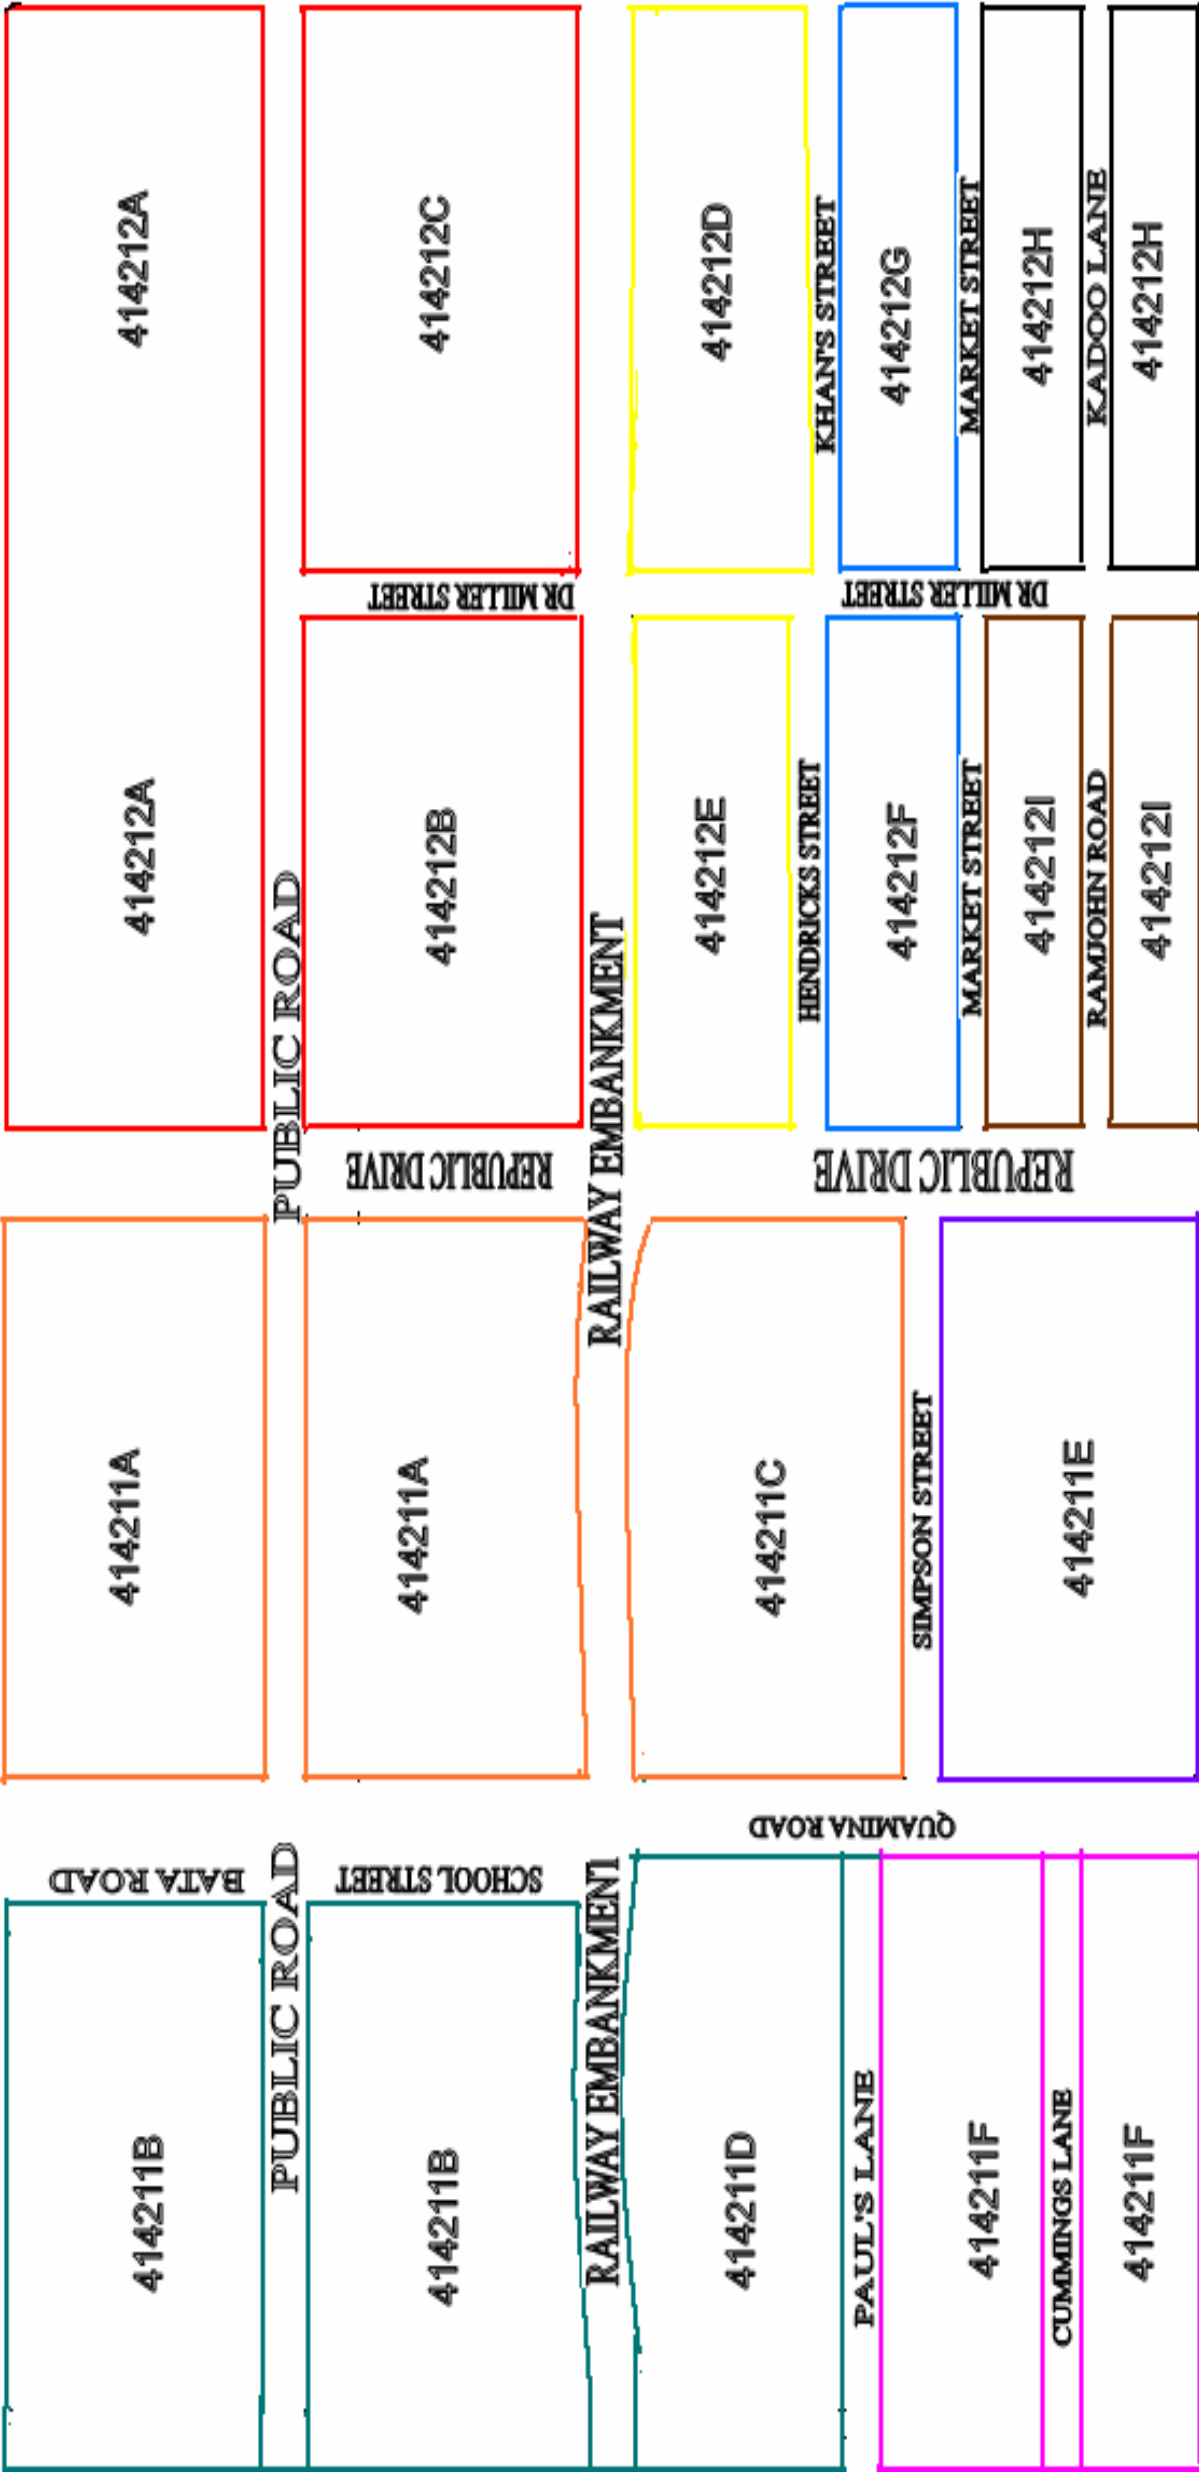 414212A
414212C
414212D
KHAN'S STREET
414212G
MARKET STREET
414212H
KADOO LANE
414212H
DR MILLER STREET
DR MILLER STREET
414212A
PUBLIC ROAD
414212B
RAILWAY EMBANKMENT
414212E
HENDRICKS STREET
414212F
MARKET STREET
414212I
RAMJOHN ROAD
414212I
REPUBLIC DRIVE
REPUBLIC DRIVE
414211A
414211A
414211C
SIMPSON STREET
414211E
QUAMINA ROAD
BATA ROAD
SCHOOL STREET
414211B
PUBLIC ROAD
414211B
RAILWAY EMBANKMENT
414211D
PAUL'S LANE
414211F
CUMMINGS LANE
414211F